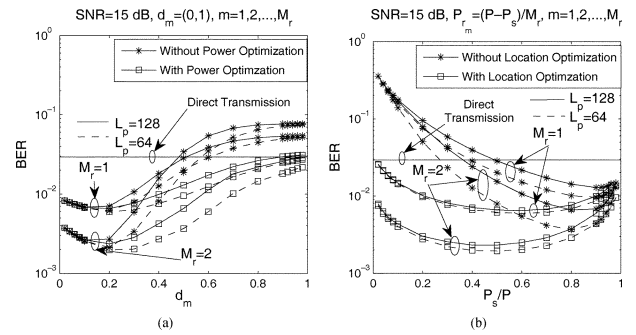 SNR=15 dB, d_m=(0,1), m=1,2,...,M_r
Without Power Optimization
With Power Optimzation
Direct Transmission
L_p=128
L_p=64
M_r=1
M_r=2
BER
10^0
10^-1
10^-2
10^-3
0 0.2 0.4 0.6 0.8 1
d_m
(a)
SNR=15 dB, P_{r_m}=(P-P_s)/M_r, m=1,2,...,M_r
Without Location Optimzation
With Location Optimzation
Direct
Transmission
L_p=128
L_p=64
M_r=1
M_r=2
BER
10^0
10^-1
10^-2
10^-3
0 0.2 0.4 0.6 0.8 1
P_s/P
(b)